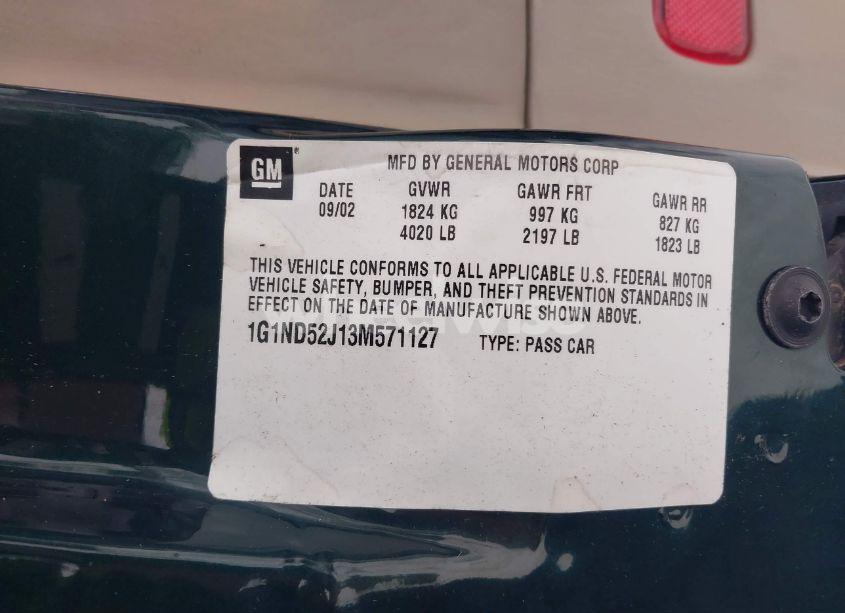 GM
MFD BY GENERAL MOTORS CORP
DATE GVWR GAWR FRT GAWR RR
09/02 1824 KG 997 KG 827 KG
4020 LB 2197 LB 1823 LB
THIS VEHICLE CONFORMS TO ALL APPLICABLE U.S. FEDERAL MOTOR
VEHICLE SAFETY, BUMPER, AND THEFT PREVENTION STANDARDS IN
EFFECT ON THE DATE OF MANUFACTURE SHOWN ABOVE.
1G1ND52J13M571127 TYPE: PASS CAR